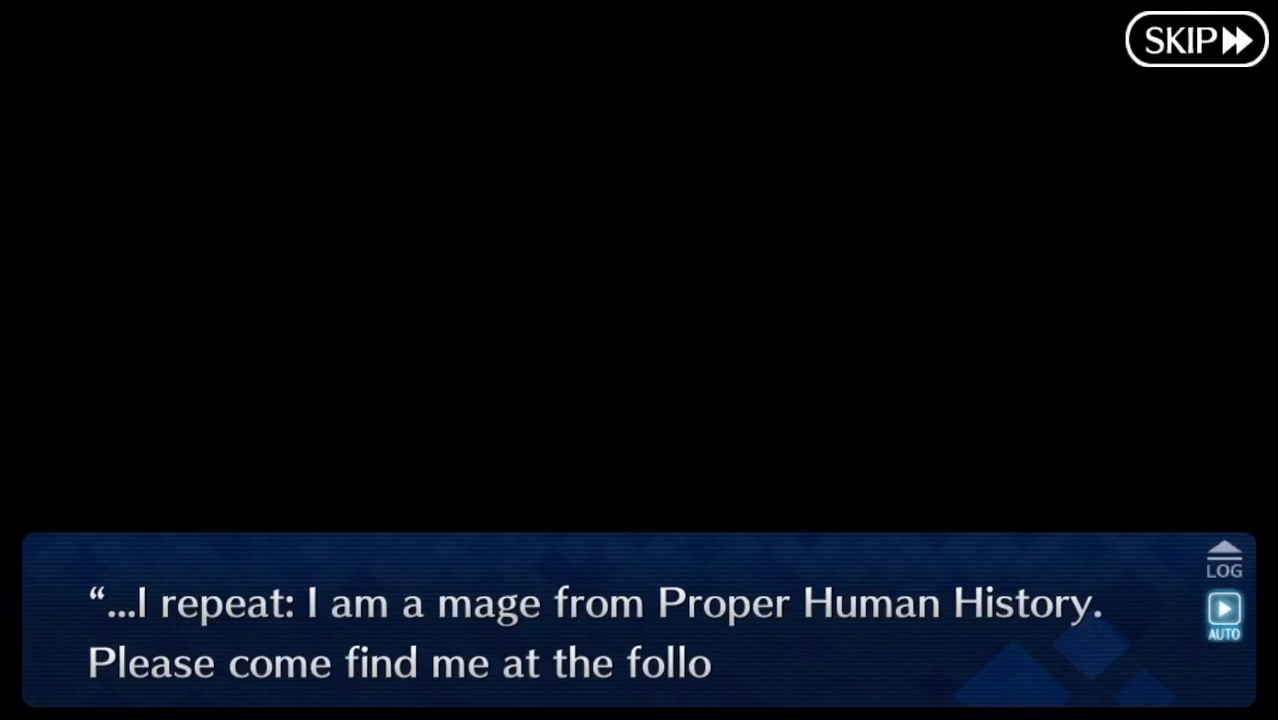 SKIP
“...I repeat: I am a mage from Proper Human History.
Please come find me at the follo
LOG
AUTO